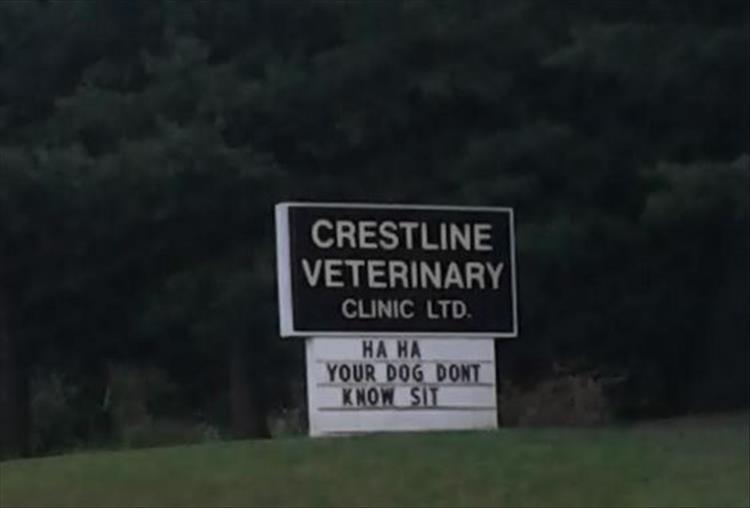 CRESTLINE
VETERINARY
CLINIC LTD.
HA HA
YOUR DOG DONT
KNOW SIT